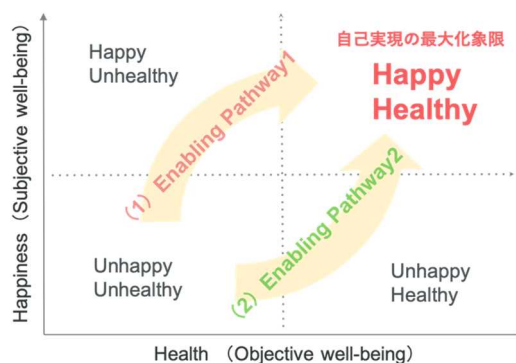 Happy
Unhealthy
自己実現の最大化象限
Happy
Healthy
(1) Enabling Pathway1
(2) Enabling Pathway2
Unhappy
Unhealthy
Unhappy
Healthy
Happiness (Subjective well-being)
Health (Objective well-being)